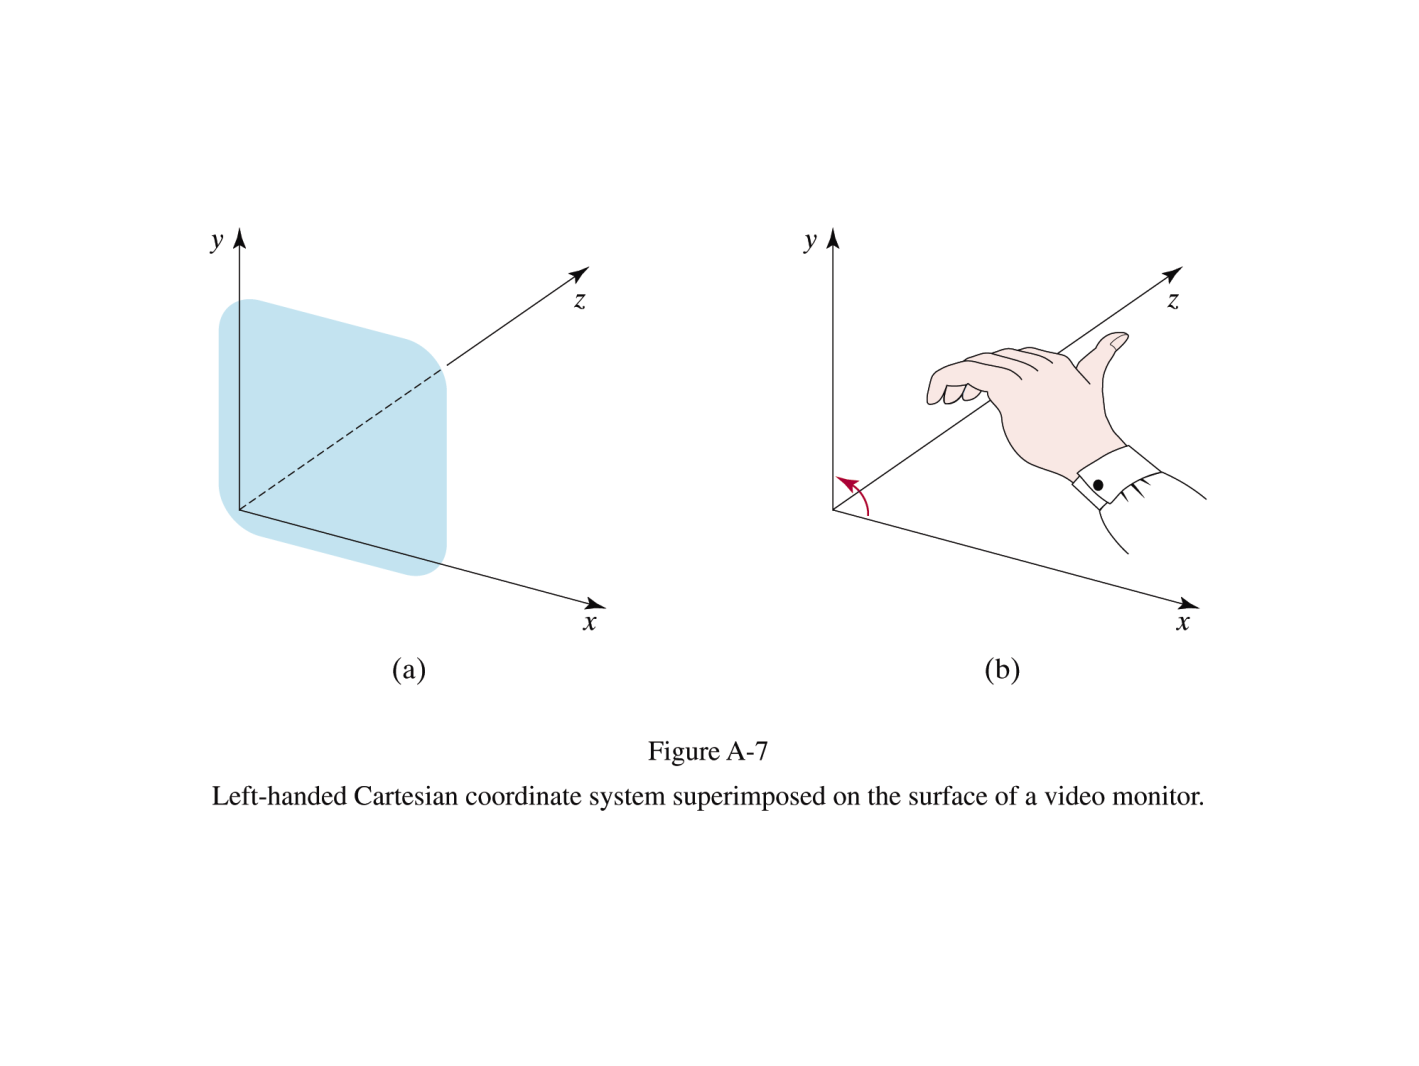 y
z
x
(a)
y
z
x
(b)
Figure A-7
Left-handed Cartesian coordinate system superimposed on the surface of a video monitor.